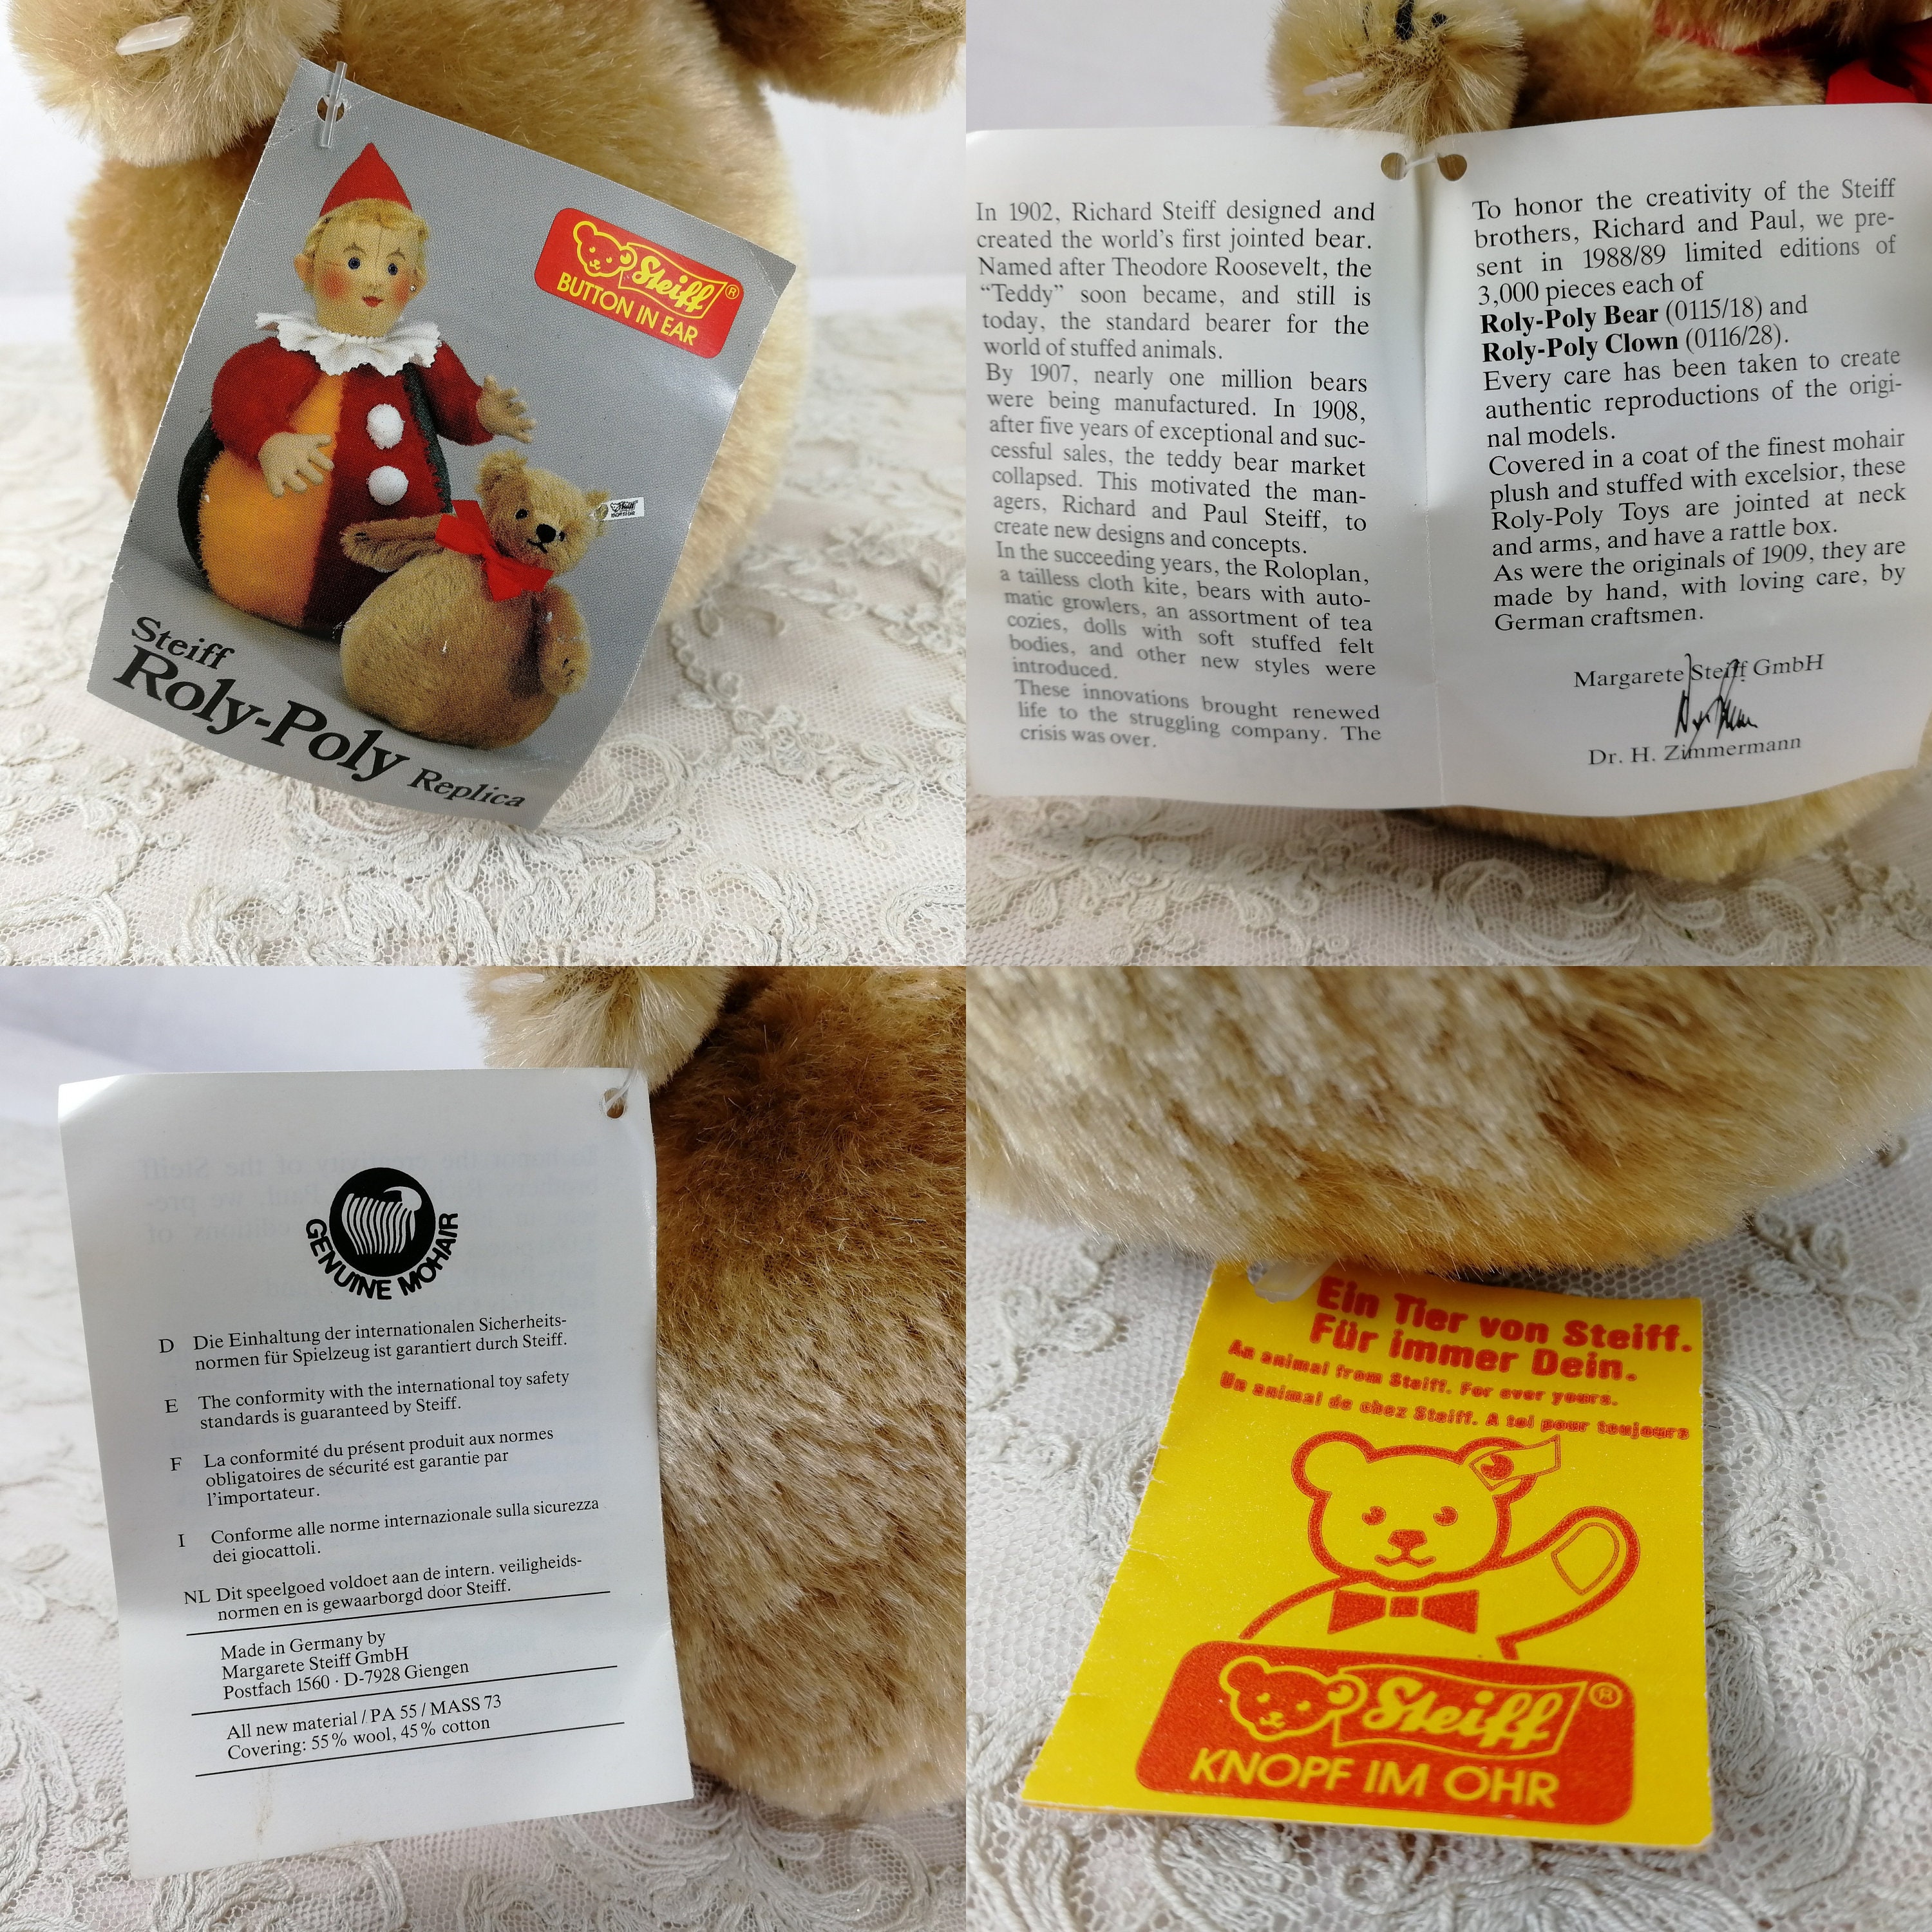 Steiff®
BUTTON IN EAR
Steiff
Roly-Poly Replica
In 1902, Richard Steiff designed and
created the world's first jointed bear.
Named after Theodore Roosevelt, the
“Teddy” soon became, and still is
today, the standard bearer for the
world of stuffed animals.
By 1907, nearly one million bears
were being manufactured. In 1908,
after five years of exceptional and suc-
cessful sales, the teddy bear market
collapsed. This motivated the man-
agers, Richard and Paul Steiff, to
create new designs and concepts.
In the succeeding years, the Roloplan,
a tailless cloth kite, bears with auto-
matic growlers, an assortment of tea
cozies, dolls with soft stuffed felt
bodies, and other new styles were
introduced.
These innovations brought renewed
life to the struggling company. The
crisis was over.
To honor the creativity of the Steiff
brothers, Richard and Paul, we pre-
sent in 1988/89 limited editions of
3,000 pieces each of
Roly-Poly Bear (0115/18) and
Roly-Poly Clown (0116/28).
Every care has been taken to create
authentic reproductions of the origi-
nal models.
Covered in a coat of the finest mohair
plush and stuffed with excelsior, these
Roly-Poly Toys are jointed at neck
and arms, and have a rattle box.
As were the originals of 1909, they are
made by hand, with loving care, by
German craftsmen.
Margarete Steiff GmbH
Dr. H. Zimmermann
GENUINE MOHAIR
D Die Einhaltung der internationalen Sicherheits-
normen für Spielzeug ist garantiert durch Steiff.
E The conformity with the international toy safety
standards is guaranteed by Steiff.
F La conformité du présent produit aux normes
obligatoires de sécurité est garantie par
l'importateur.
I Conforme alle norme internazionale sulla sicurezza
dei giocattoli.
NL Dit speelgoed voldoet aan de intern. veiligheids-
normen en is gewaarborgd door Steiff.
Made in Germany by
Margarete Steiff GmbH
Postfach 1560 · D-7928 Giengen
All new material / PA 55 / MASS 73
Covering: 55% wool, 45% cotton
Ein Tier von Steiff.
Für immer Dein.
An animal from Steiff. For ever yours.
Un animal de chez Steiff. A toi pour toujours
Steiff®
KNOPF IM OHR